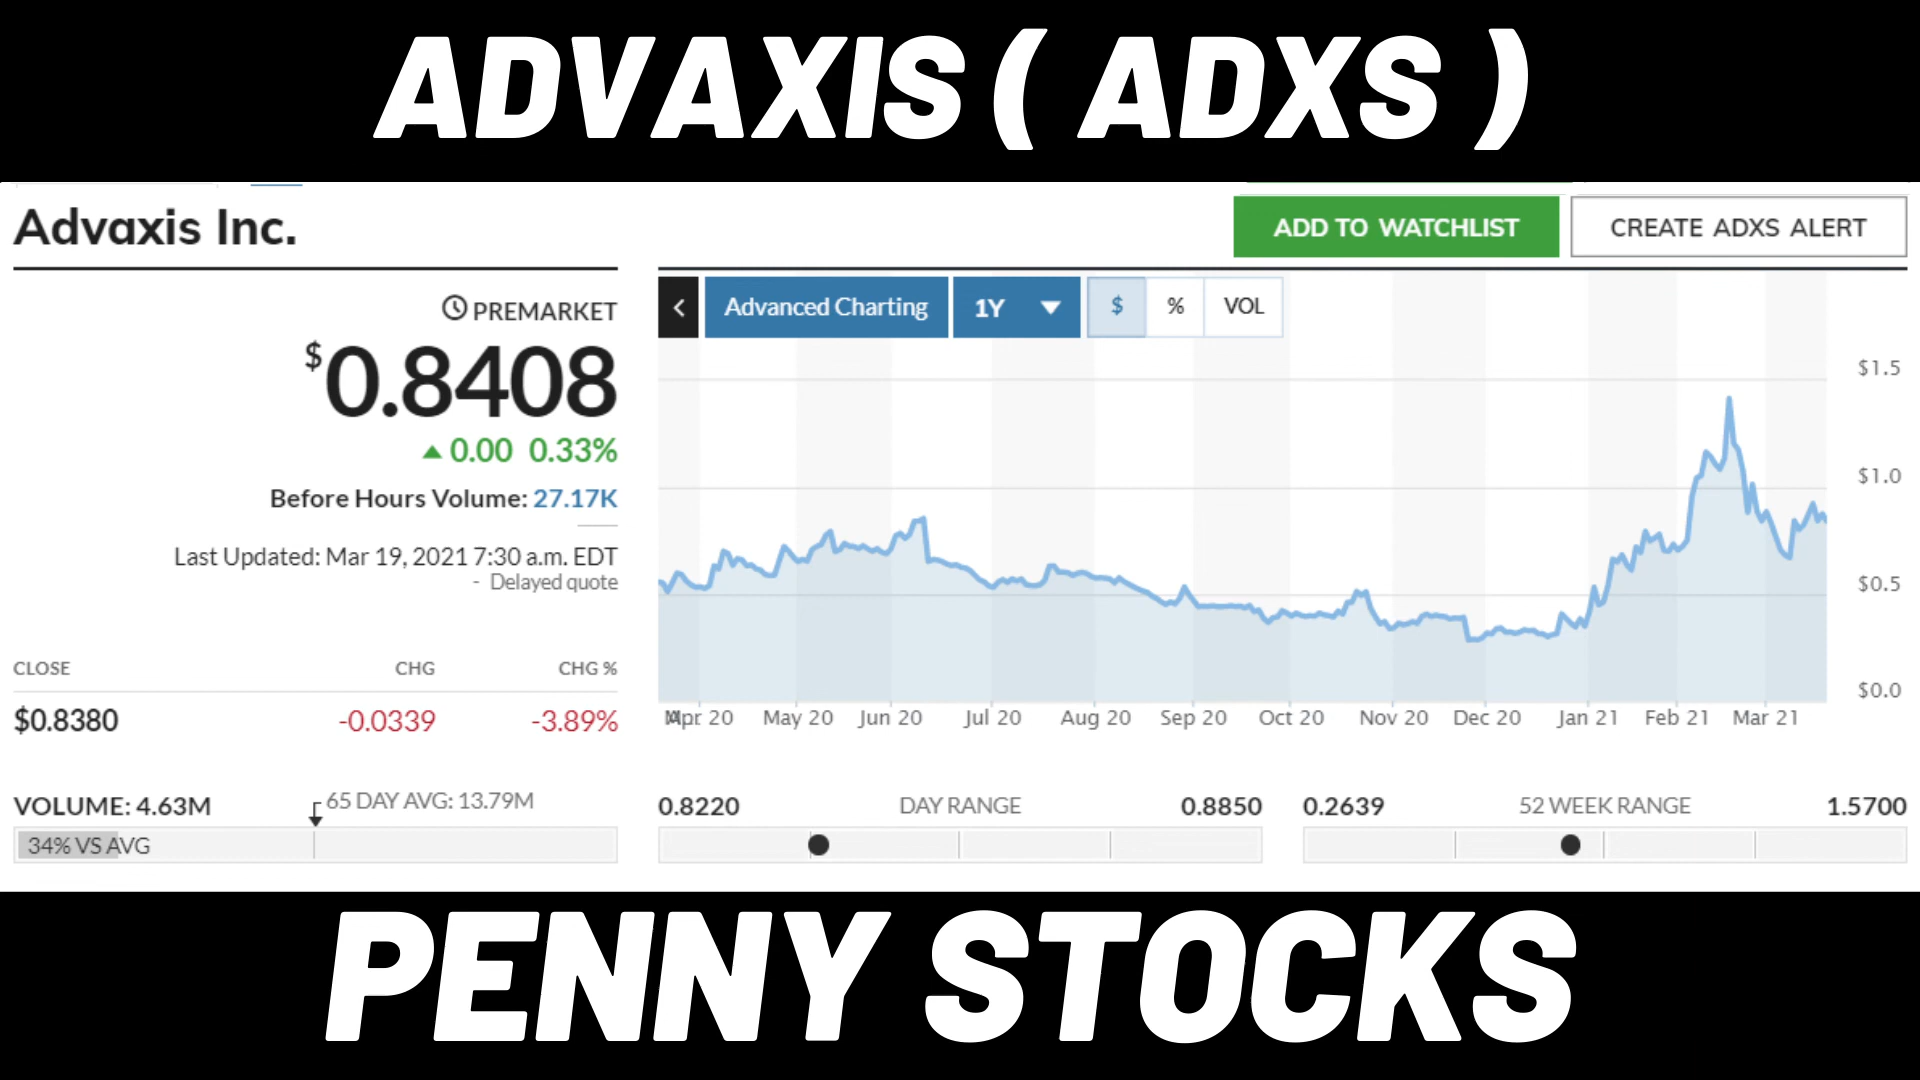 ADVAXIS ( ADXS )
Advaxis Inc.
ADD TO WATCHLIST
CREATE ADXS ALERT
PREMARKET
$0.8408
0.00 0.33%
Before Hours Volume: 27.17K
Last Updated: Mar 19, 2021 7:30 a.m. EDT
- Delayed quote
CLOSE CHG CHG %
$0.8380 -0.0339 -3.89%
VOLUME: 4.63M
65 DAY AVG: 13.79M
34% VS AVG
Advanced Charting 1Y $ % VOL
$1.5
$1.0
$0.5
$0.0
Apr 20 May 20 Jun 20 Jul 20 Aug 20 Sep 20 Oct 20 Nov 20 Dec 20 Jan 21 Feb 21 Mar 21
0.8220 DAY RANGE 0.8850
0.2639 52 WEEK RANGE 1.5700
PENNY STOCKS